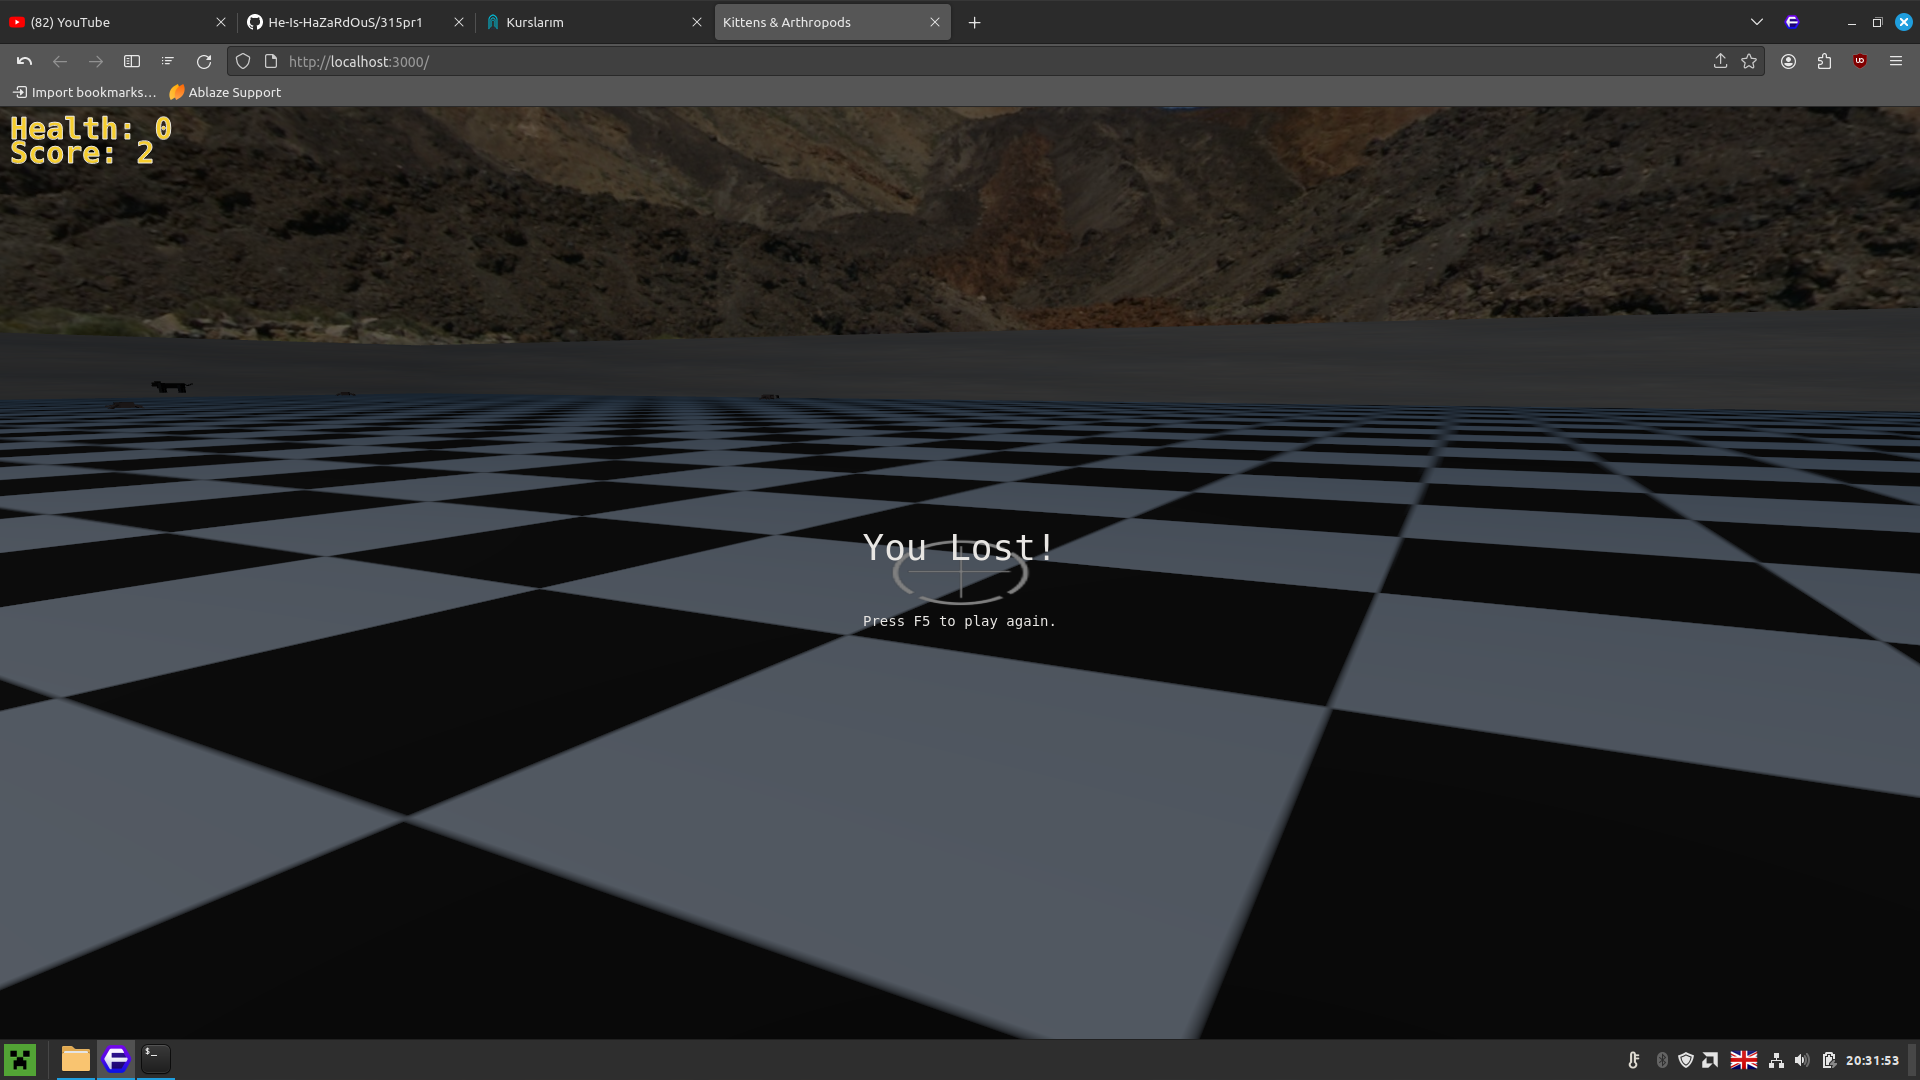 (82) YouTube
He-Is-HaZaRdOuS/315pr1
Kurslarım
Kittens & Arthropods
http://localhost:3000/
Import bookmarks...
Ablaze Support
Health: 0
Score: 2
You Lost!
Press F5 to play again.
20:31:53